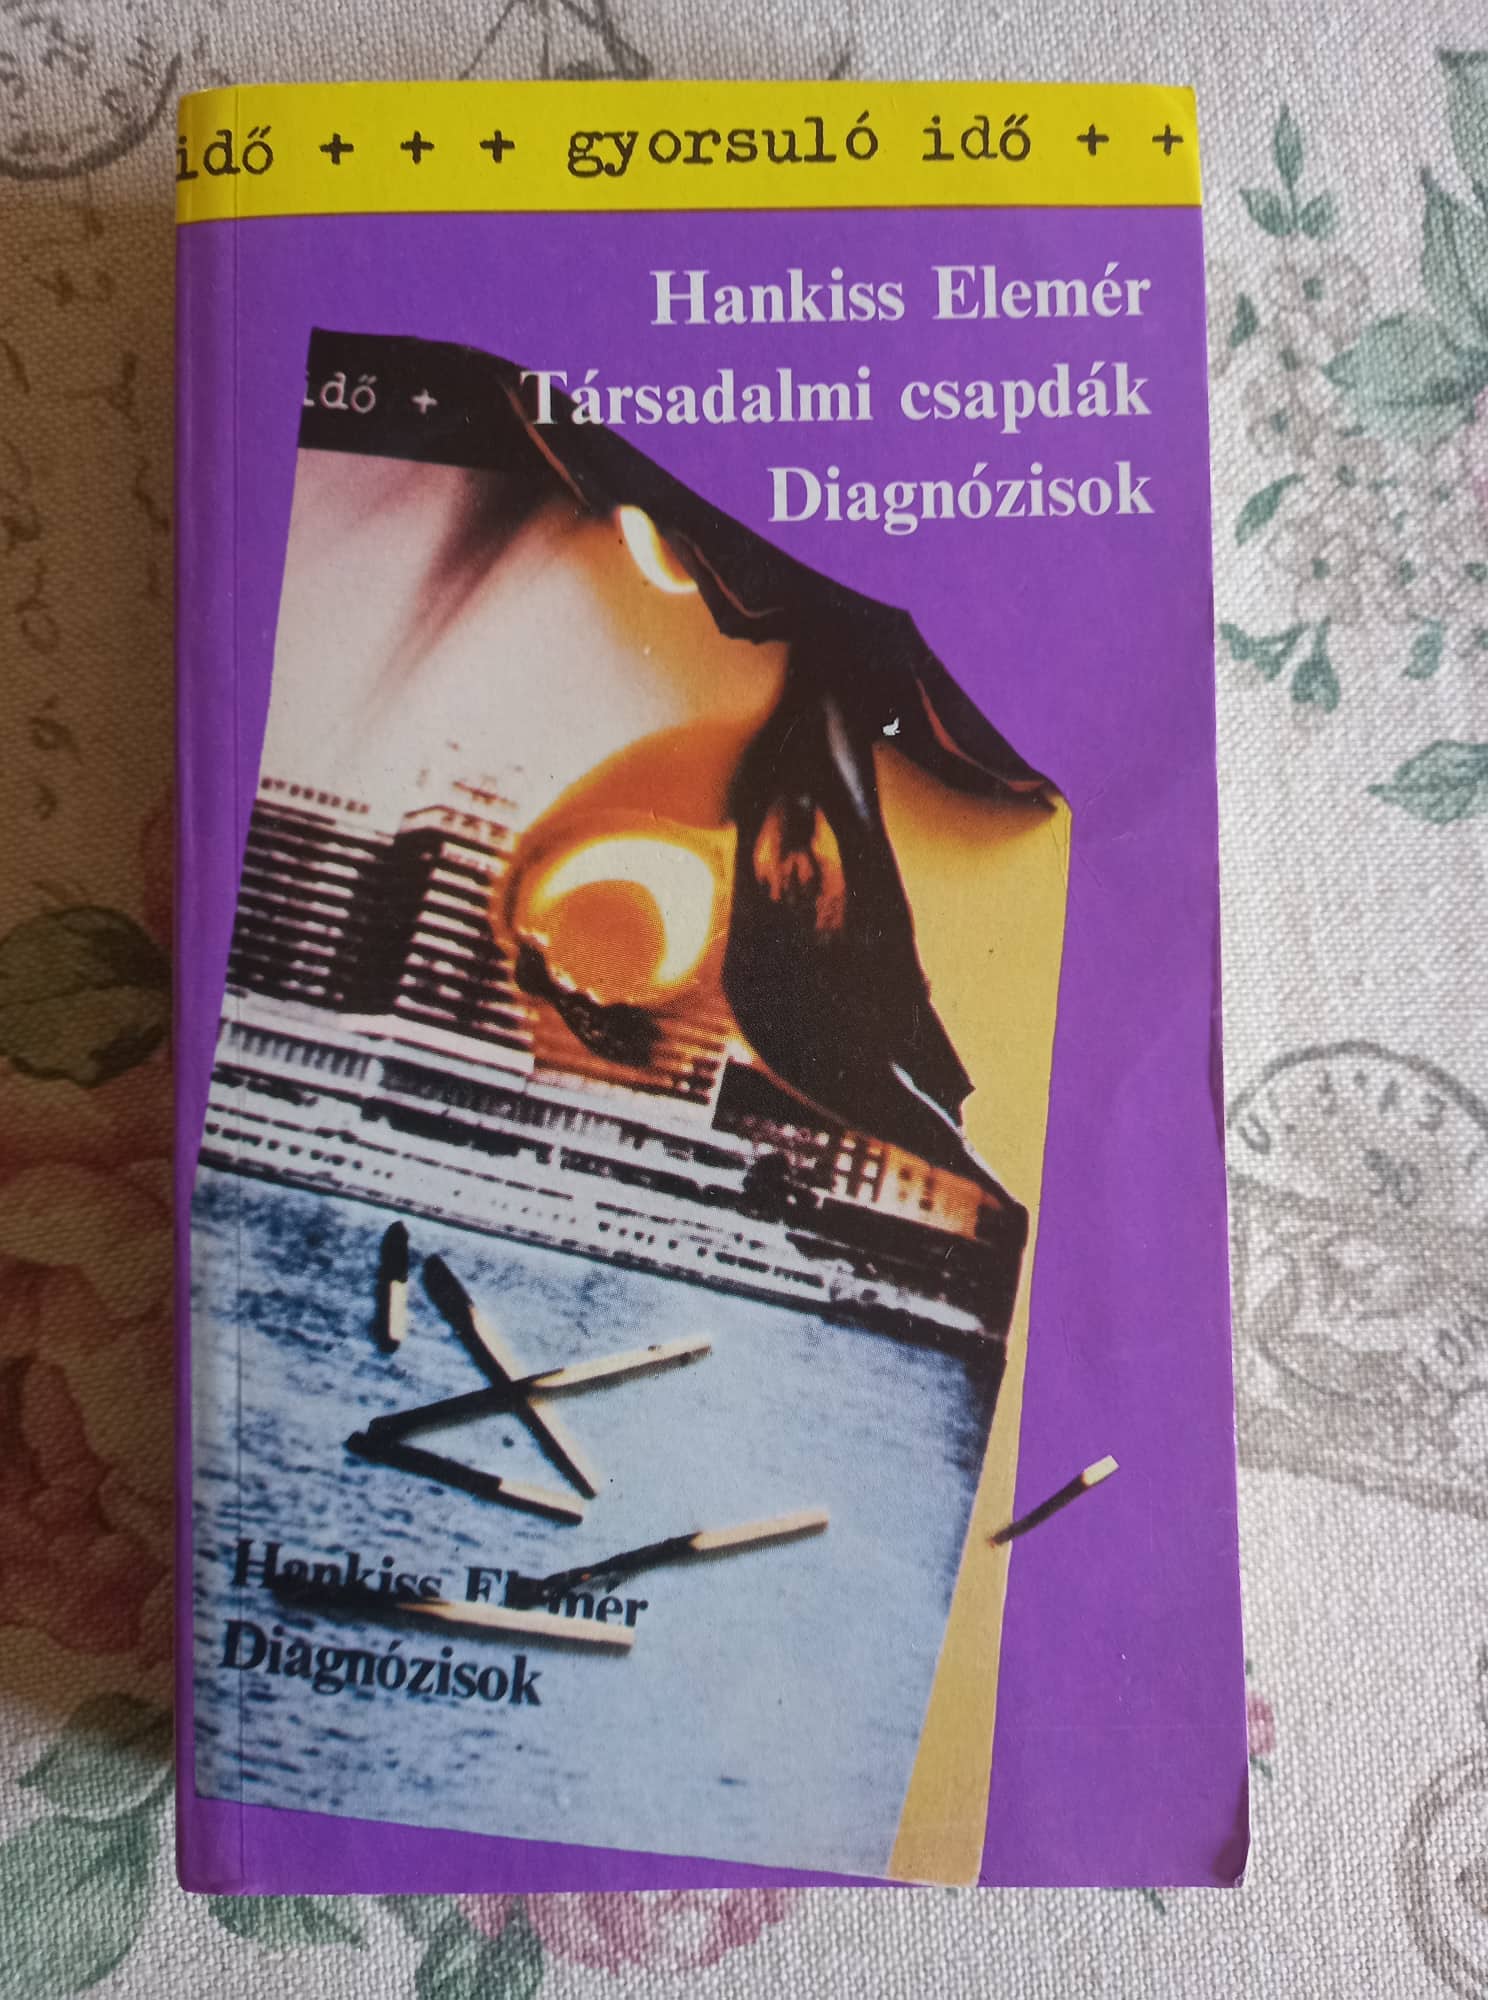 idő + + + gyorsuló idő + +
Hankiss Elemér
idő +
Társadalmi csapdák
Diagnózisok
Hankiss Elemér
Diagnózisok